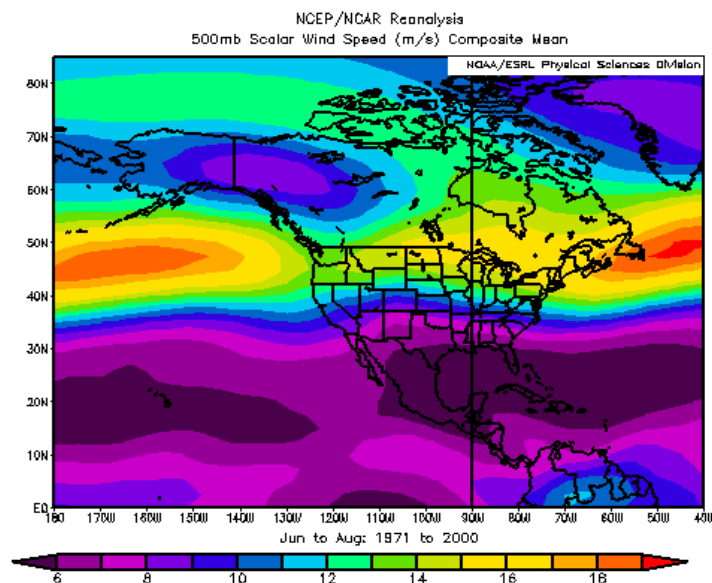 NCEP/NCAR Reanalysis
500mb Scalar Wind Speed (m/s) Composite Mean
NOAA/ESRL Physical Sciences Division
80N
70N
60N
50N
40N
30N
20N
10N
EQ
180 170W 160W 150W 140W 130W 120W 110W 100W 90W 80W 70W 60W 50W 40W
Jun to Aug: 1971 to 2000
6 8 10 12 14 16 18